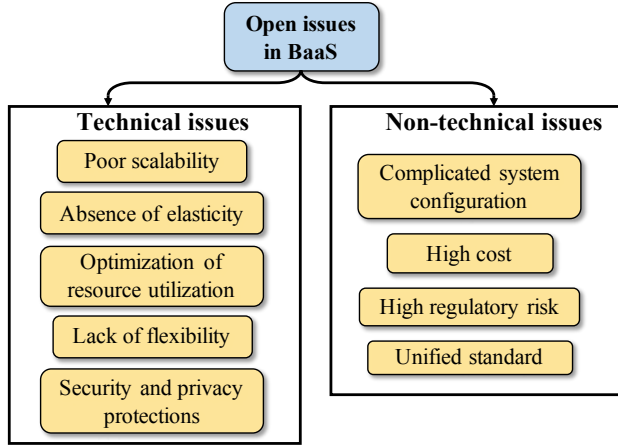 Open issues
in BaaS
Technical issues
Poor scalability
Absence of elasticity
Optimization of
resource utilization
Lack of flexibility
Security and privacy
protections
Non-technical issues
Complicated system
configuration
High cost
High regulatory risk
Unified standard